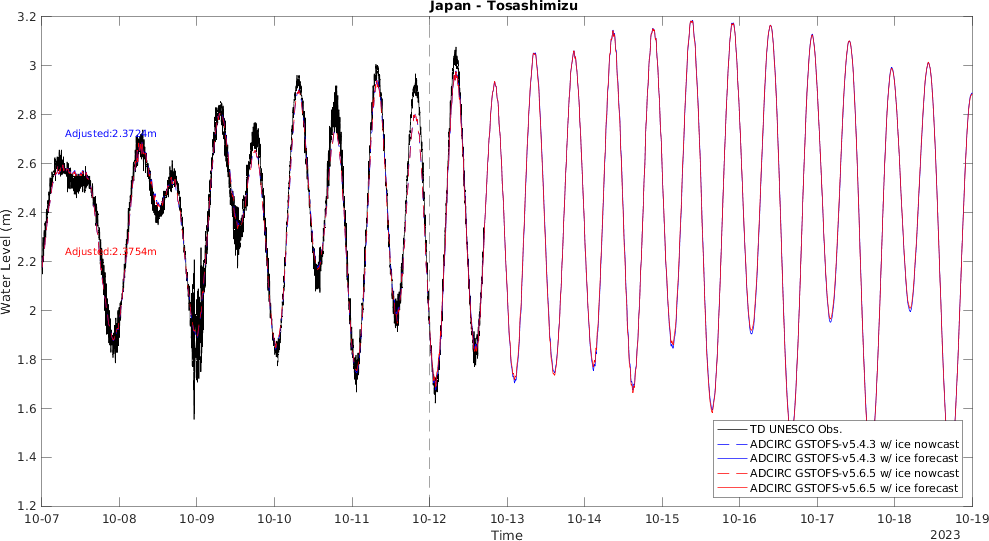 Japan - Tosashimizu
3.2
3
2.8
2.6
2.4
2.2
2
1.8
1.6
1.4
1.2
Water Level (m)
Adjusted:2.3724m
Adjusted:2.3754m
TD UNESCO Obs.
ADCIRC GSTOFS-v5.4.3 w/ ice nowcast
ADCIRC GSTOFS-v5.4.3 w/ ice forecast
ADCIRC GSTOFS-v5.6.5 w/ ice nowcast
ADCIRC GSTOFS-v5.6.5 w/ ice forecast
10-07 10-08 10-09 10-10 10-11 10-12 10-13 10-14 10-15 10-16 10-17 10-18 10-19
Time
2023